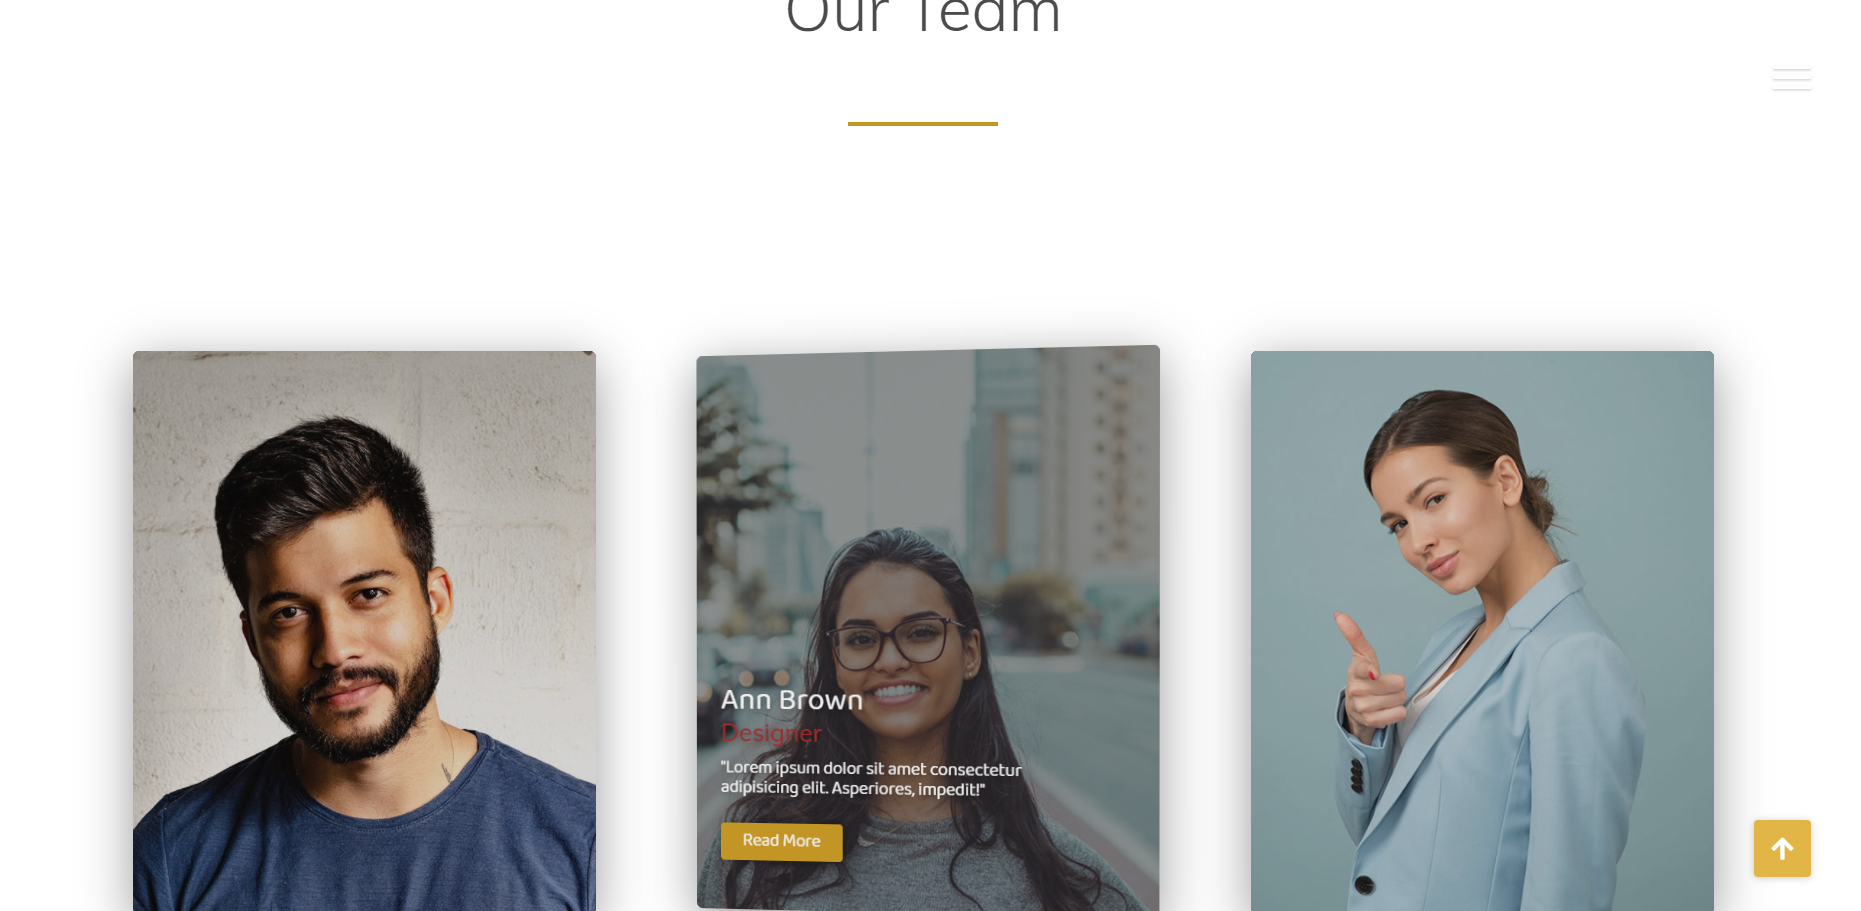 Our Team
Ann Brown
Designer
"Lorem ipsum dolor sit amet consectetur
adipisicing elit. Asperiores, impedit!"
Read More